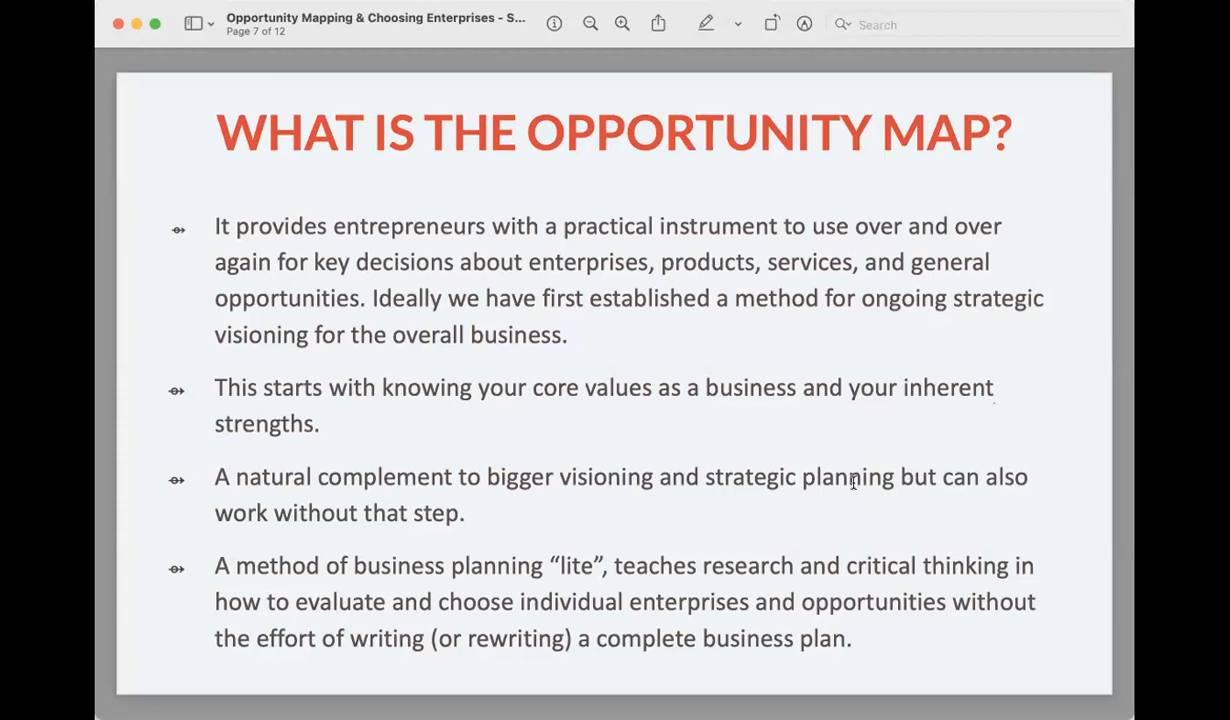 Opportunity Mapping & Choosing Enterprises - S...
Page 7 of 12
Search
WHAT IS THE OPPORTUNITY MAP?
It provides entrepreneurs with a practical instrument to use over and over
again for key decisions about enterprises, products, services, and general
opportunities. Ideally we have first established a method for ongoing strategic
visioning for the overall business.
This starts with knowing your core values as a business and your inherent
strengths.
A natural complement to bigger visioning and strategic planning but can also
work without that step.
A method of business planning “lite”, teaches research and critical thinking in
how to evaluate and choose individual enterprises and opportunities without
the effort of writing (or rewriting) a complete business plan.